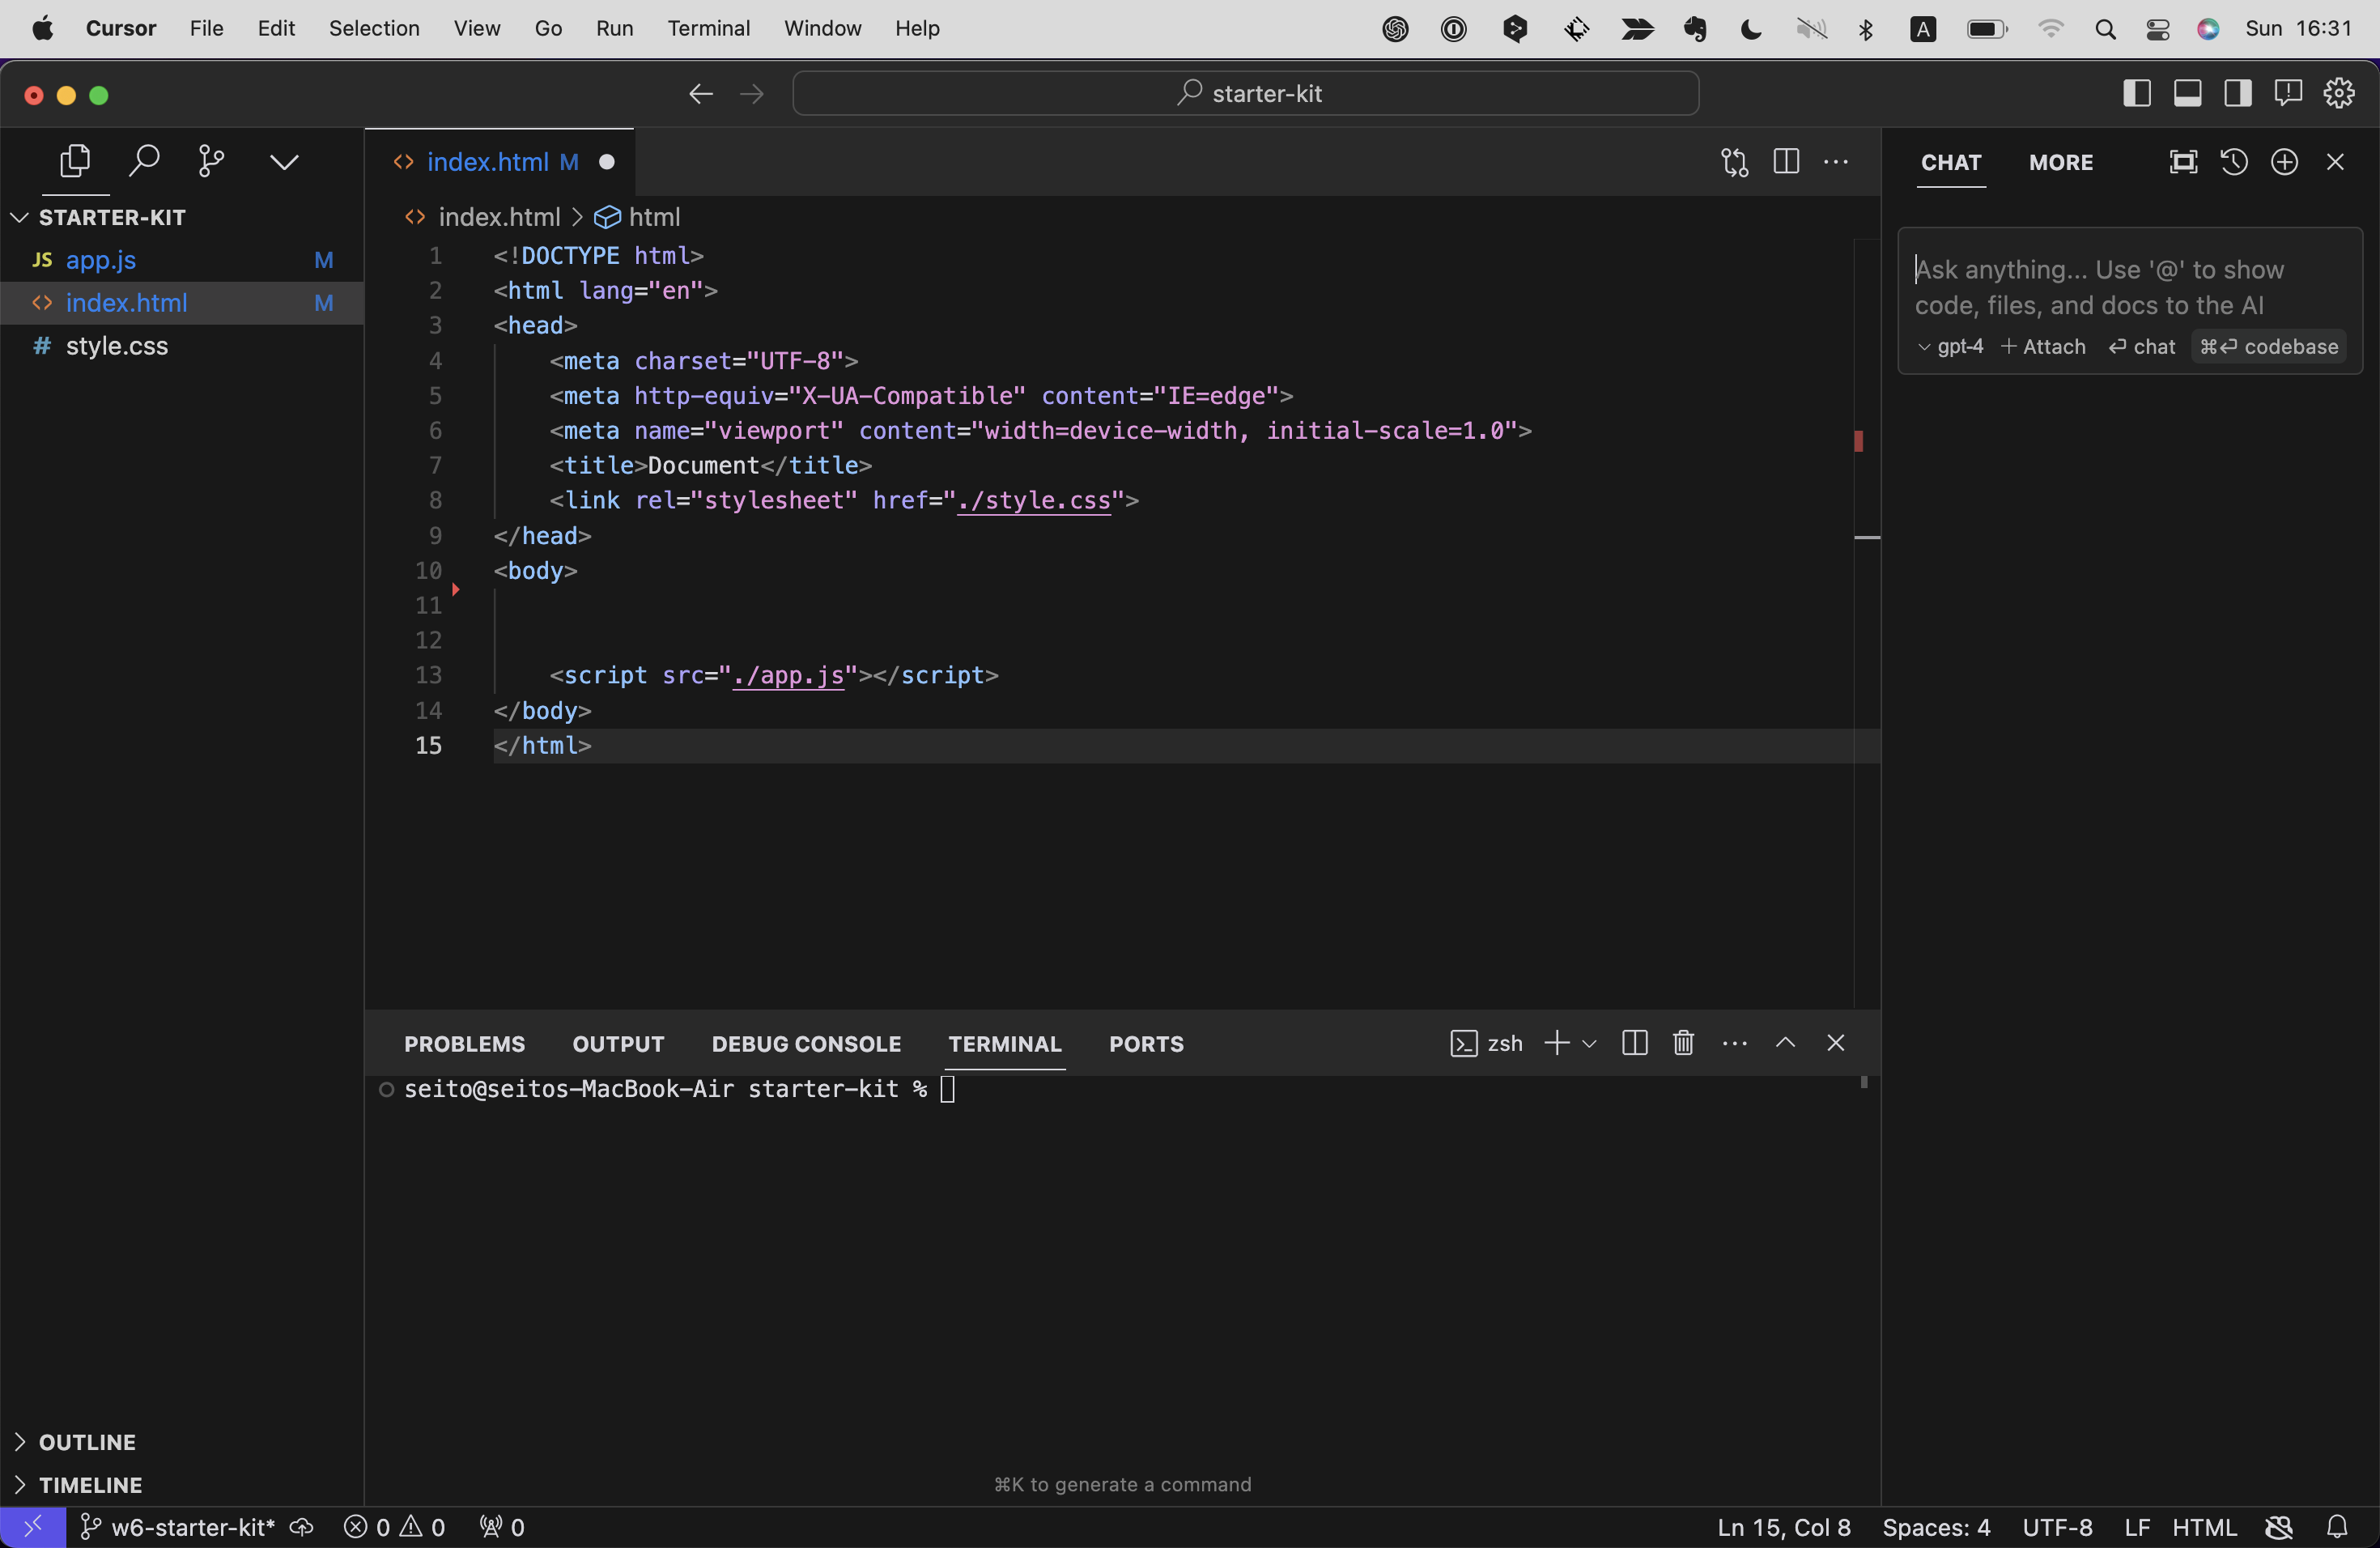 Cursor File Edit Selection View Go Run Terminal Window Help A Sun 16:31
starter-kit
index.html M
CHAT MORE
STARTER-KIT
JS app.js M
index.html M
# style.css
index.html > html
1 <!DOCTYPE html>
2 <html lang="en">
3 <head>
4 <meta charset="UTF-8">
5 <meta http-equiv="X-UA-Compatible" content="IE=edge">
6 <meta name="viewport" content="width=device-width, initial-scale=1.0">
7 <title>Document</title>
8 <link rel="stylesheet" href="./style.css">
9 </head>
10 <body>
11
12
13 <script src="./app.js"></script>
14 </body>
15 </html>
Ask anything... Use '@' to show
code, files, and docs to the AI
gpt-4 + Attach ⏎ chat ⌘⏎ codebase
PROBLEMS OUTPUT DEBUG CONSOLE TERMINAL PORTS zsh
seito@seitos-MacBook-Air starter-kit %
⌘K to generate a command
OUTLINE
TIMELINE
w6-starter-kit* 0 0 0 Ln 15, Col 8 Spaces: 4 UTF-8 LF HTML